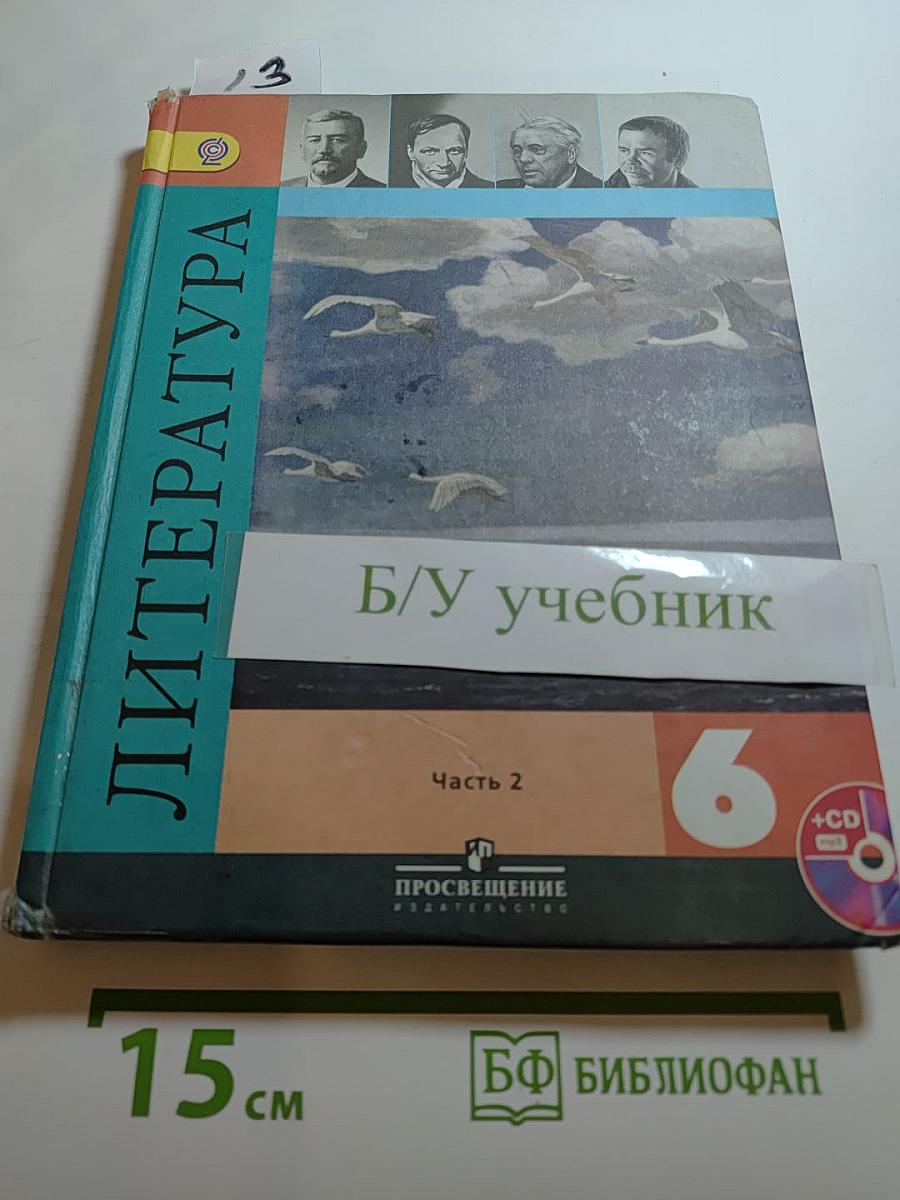 13
ЛИТЕРАТУРА
Б/У учебник
Часть 2
6
+CD
mp3
ПРОСВЕЩЕНИЕ
ИЗДАТЕЛЬСТВО
15 см
БФ БИБЛИОФАН